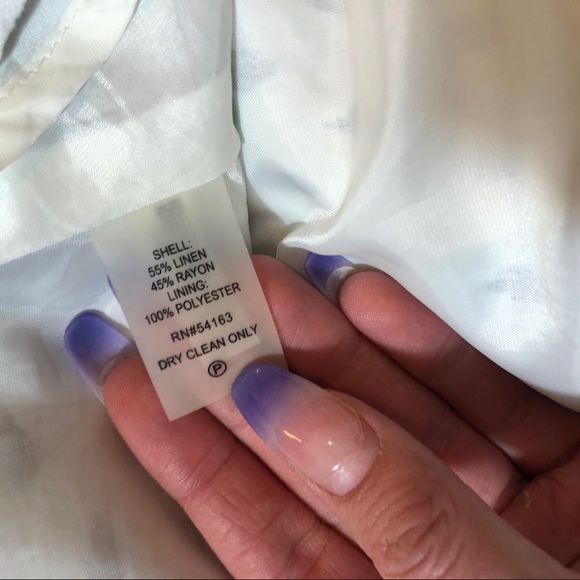 SHELL:
55% LINEN
45% RAYON
LINING:
100% POLYESTER
RN#54163
DRY CLEAN ONLY
P